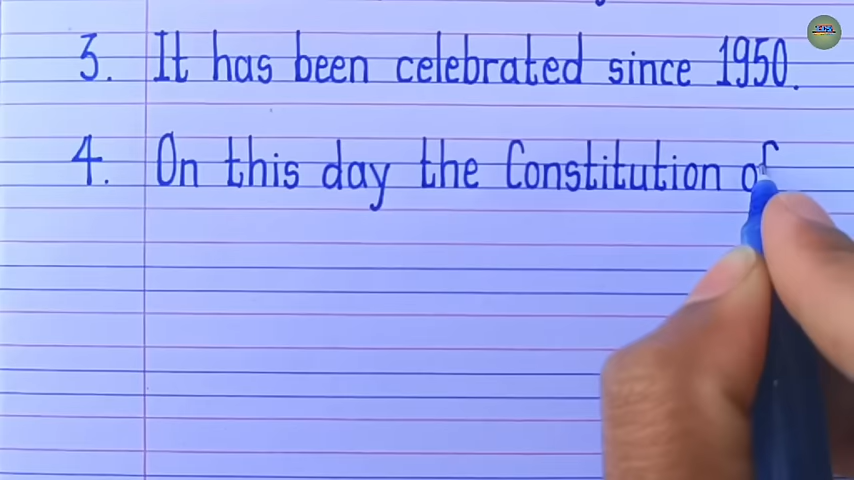 3. It has been celebrated since 1950.
4. On this day the Constitution of